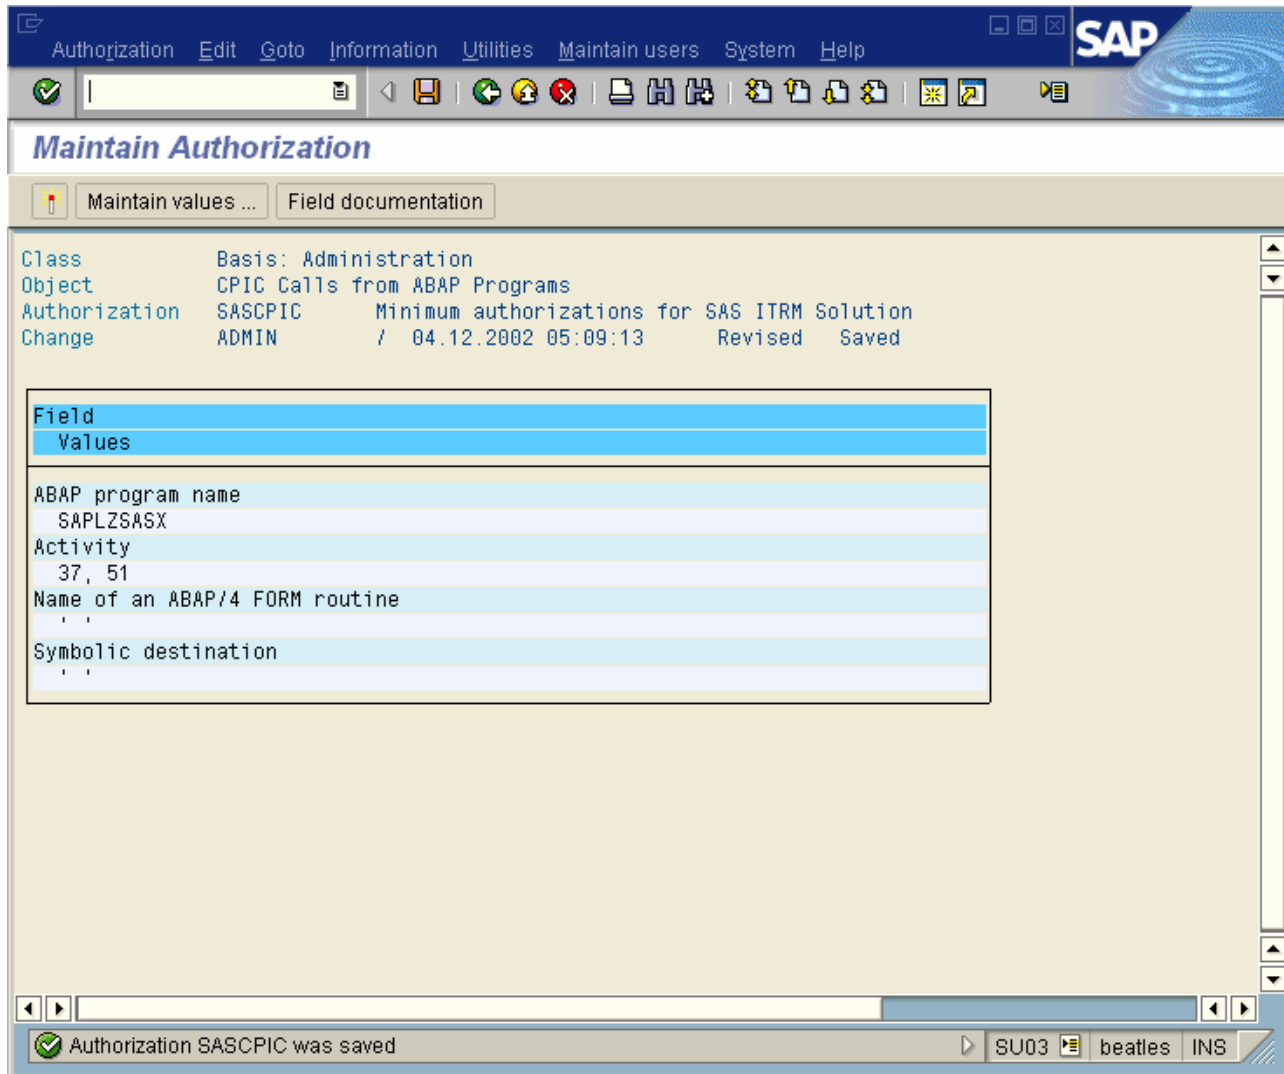 Authorization Edit Goto Information Utilities Maintain users System Help
SAP
Maintain Authorization
Maintain values ... Field documentation
Class Basis: Administration
Object CPIC Calls from ABAP Programs
Authorization SASCPIC Minimum authorizations for SAS ITRM Solution
Change ADMIN / 04.12.2002 05:09:13 Revised Saved
Field
Values
ABAP program name
SAPLZSASX
Activity
37, 51
Name of an ABAP/4 FORM routine
' '
Symbolic destination
' '
Authorization SASCPIC was saved SU03 beatles INS